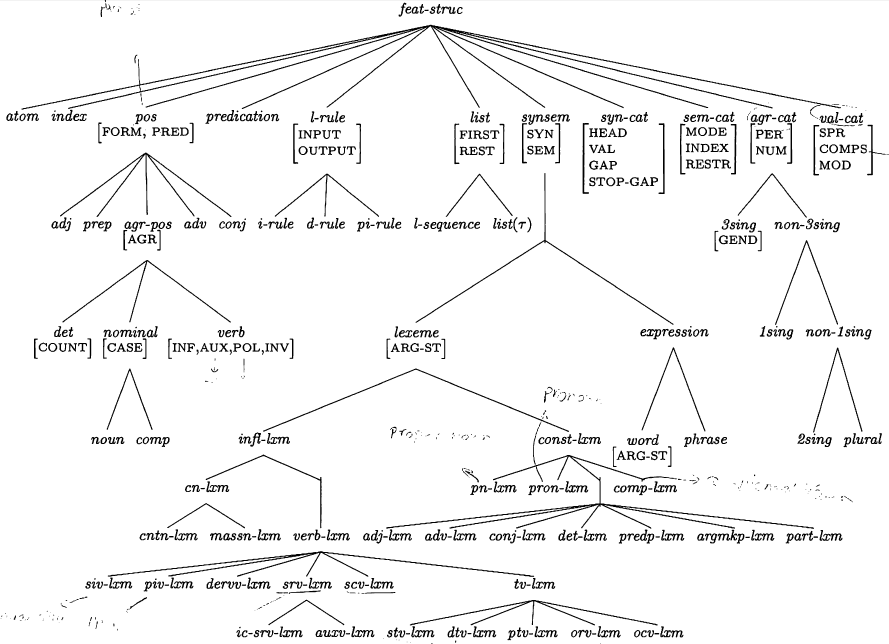 feat-struc
atom index pos predication l-rule list synsem syn-cat sem-cat agr-cat val-cat
[FORM, PRED] INPUT FIRST SYN HEAD MODE PER SPR
OUTPUT REST SEM VAL INDEX NUM COMPS
GAP RESTR MOD
STOP-GAP
adj prep agr-pos adv conj i-rule d-rule pi-rule l-sequence list(τ) 3sing non-3sing
[AGR] [GEND]
det nominal verb lexeme expression 1sing non-1sing
[COUNT] [CASE] [INF,AUX,POL,INV] [ARG-ST]
noun comp infl-lxm const-lxm word phrase 2sing plural
[ARG-ST]
cn-lxm pn-lxm pron-lxm comp-lxm
cntn-lxm massn-lxm verb-lxm adj-lxm adv-lxm conj-lxm det-lxm predp-lxm argmkp-lxm part-lxm
siv-lxm piv-lxm dervv-lxm srv-lxm scv-lxm tv-lxm
ic-srv-lxm auxv-lxm stv-lxm dtv-lxm ptv-lxm orv-lxm ocv-lxm